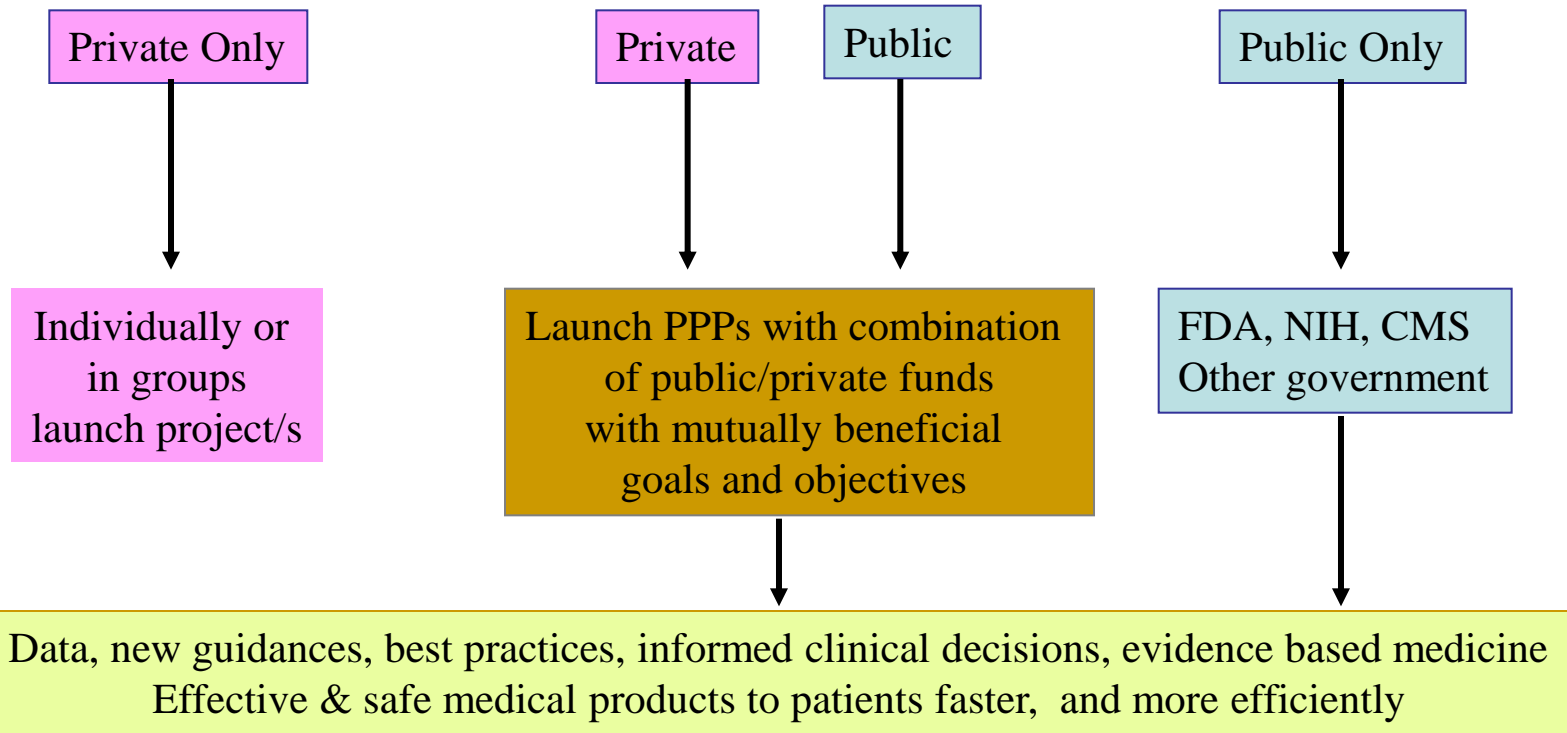 Private Only
Private
Public
Public Only
Individually or
in groups
launch project/s
Launch PPPs with combination
of public/private funds
with mutually beneficial
goals and objectives
FDA, NIH, CMS
Other government
Data, new guidances, best practices, informed clinical decisions, evidence based medicine
Effective & safe medical products to patients faster, and more efficiently